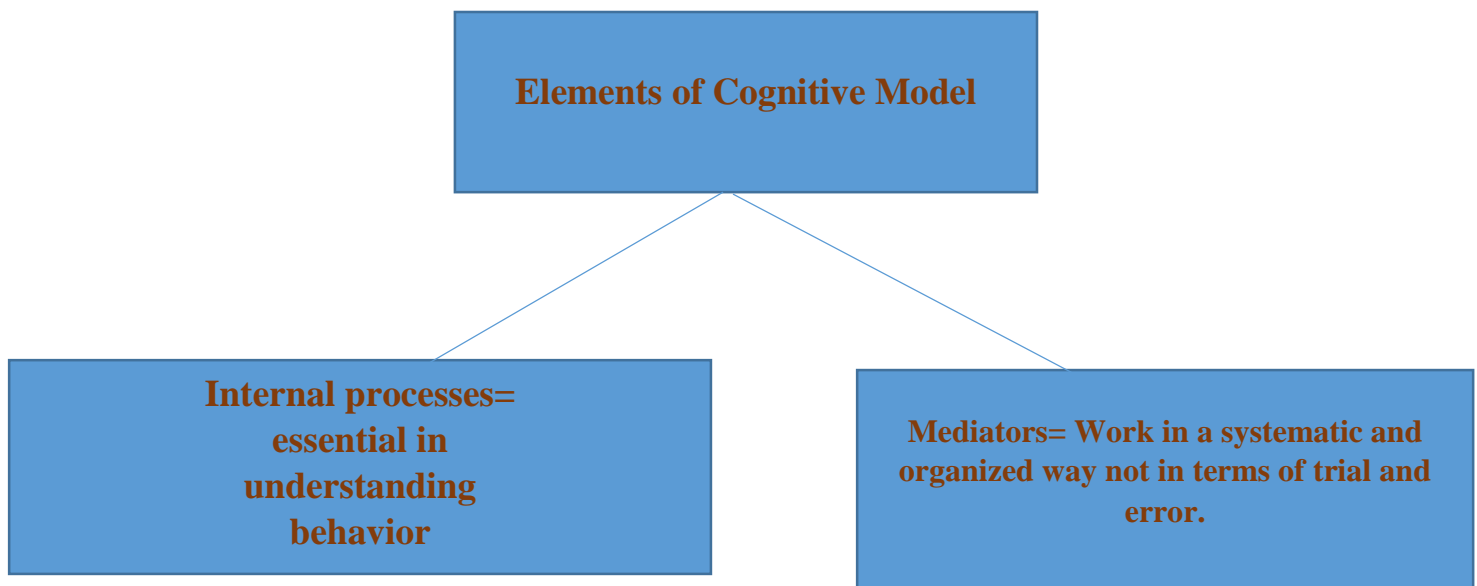 Elements of Cognitive Model
Internal processes=
essential in
understanding
behavior
Mediators= Work in a systematic and
organized way not in terms of trial and
error.